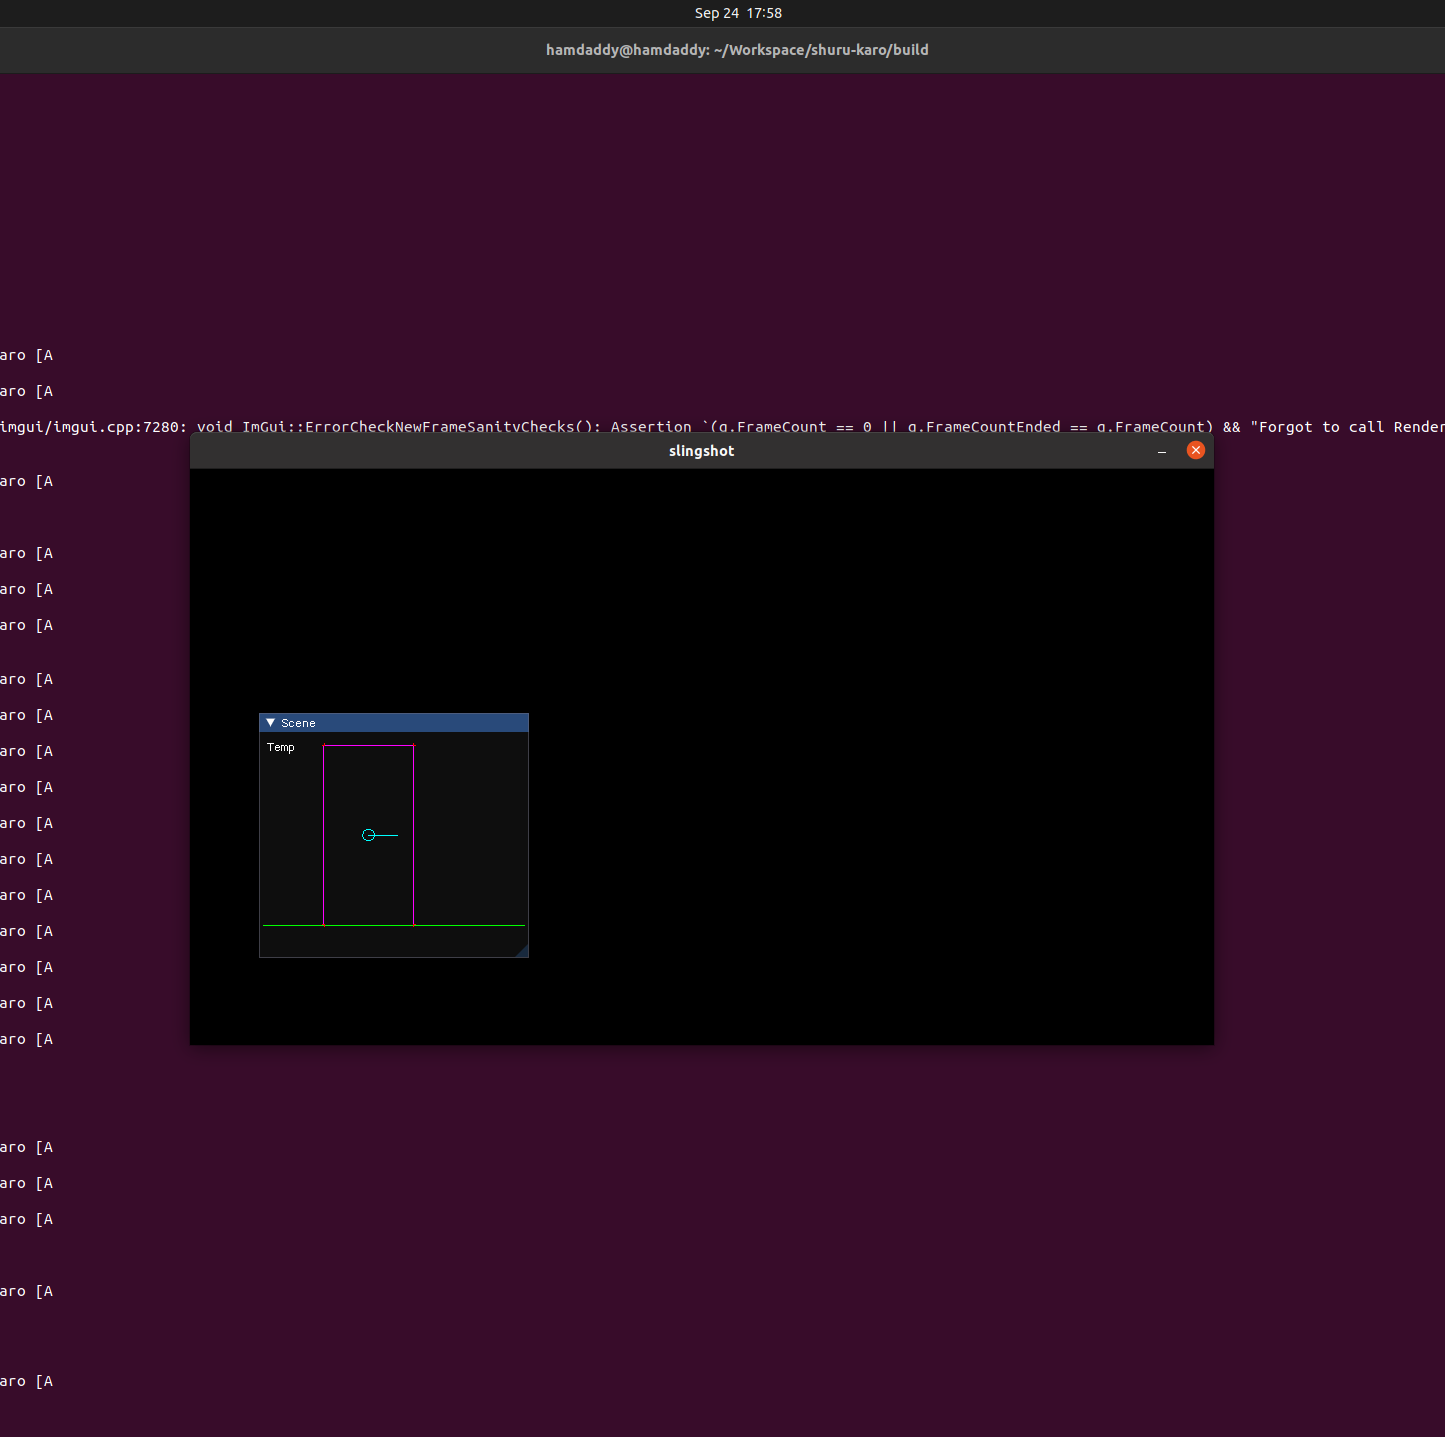 Sep 24 17:58
hamdaddy@hamdaddy: ~/Workspace/shuru-karo/build
aro [A
aro [A
imgui/imgui.cpp:7280: void ImGui::ErrorCheckNewFrameSanityChecks(): Assertion `(g.FrameCount == 0 || g.FrameCountEnded == g.FrameCount) && "Forgot to call Render
slingshot
aro [A
aro [A
aro [A
aro [A
aro [A
aro [A
Scene
Temp
aro [A
aro [A
aro [A
aro [A
aro [A
aro [A
aro [A
aro [A
aro [A
aro [A
aro [A
aro [A
aro [A
aro [A